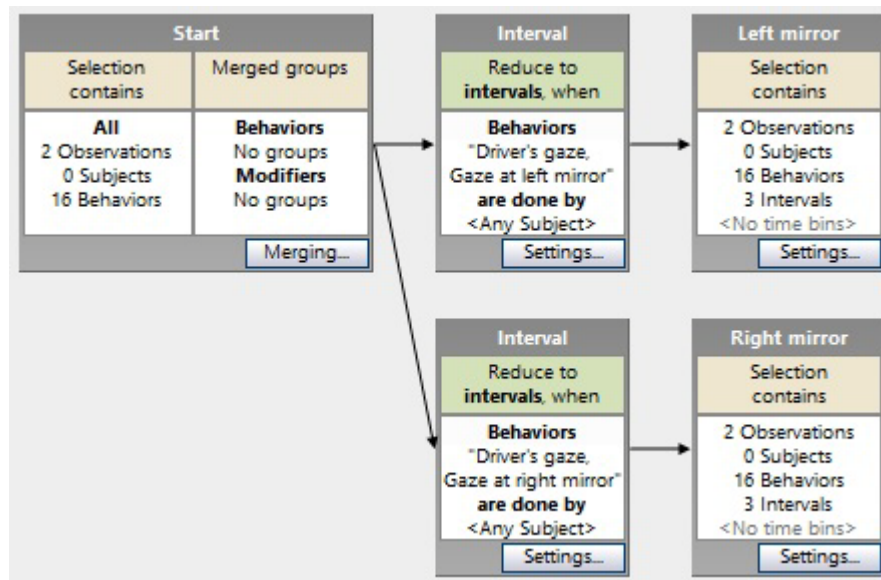 Start
Selection contains
Merged groups
All
2 Observations
0 Subjects
16 Behaviors
Behaviors
No groups
Modifiers
No groups
Merging...
Interval
Reduce to
intervals, when
Behaviors
"Driver's gaze,
Gaze at left mirror"
are done by
<Any Subject>
Settings...
Left mirror
Selection
contains
2 Observations
0 Subjects
16 Behaviors
3 Intervals
<No time bins>
Settings...
Interval
Reduce to
intervals, when
Behaviors
"Driver's gaze,
Gaze at right mirror"
are done by
<Any Subject>
Settings...
Right mirror
Selection
contains
2 Observations
0 Subjects
16 Behaviors
3 Intervals
<No time bins>
Settings...